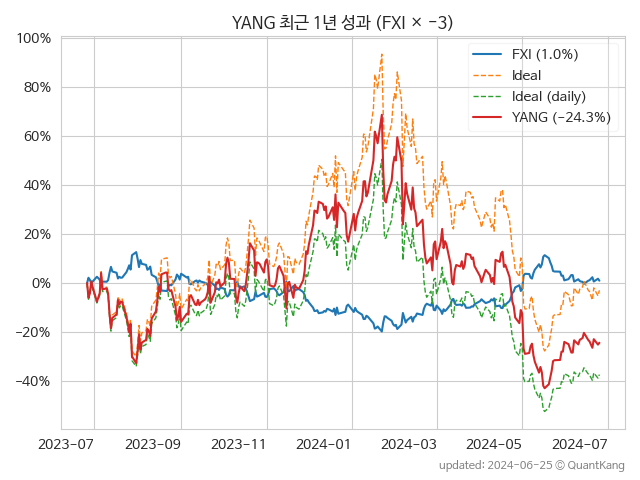 YANG 최근 1년 성과 (FXI × −3)
100%
80%
60%
40%
20%
0%
−20%
−40%
FXI (1.0%)
Ideal
Ideal (daily)
YANG (−24.3%)
2023-07
2023-09
2023-11
2024-01
2024-03
2024-05
2024-07
updated: 2024-06-25 ⓒ QuantKang